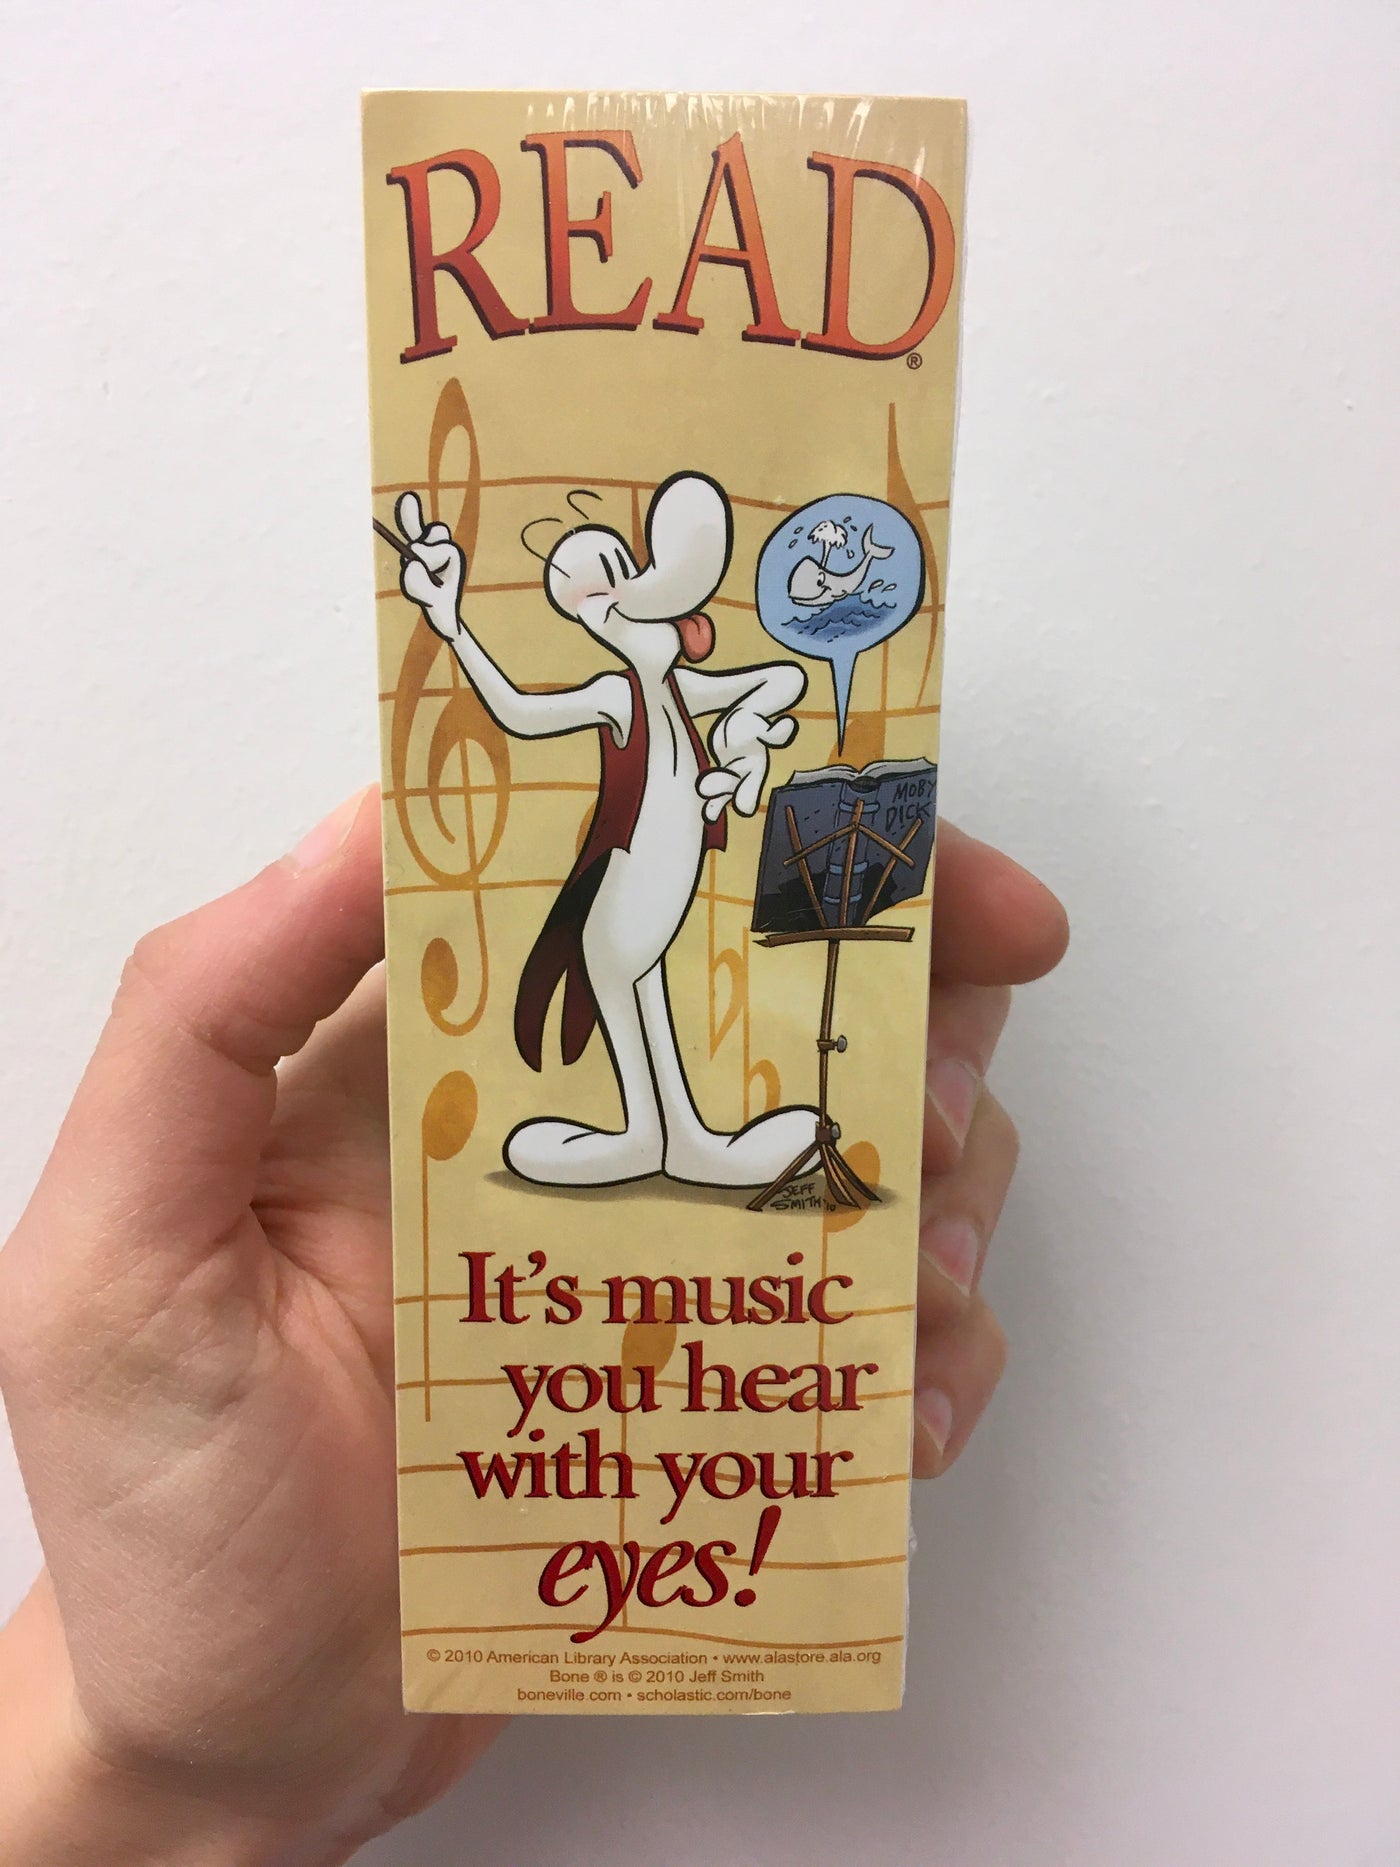 READ®
MOBY
DICK
JEFF
SMITH '10
It's music
you hear
with your
eyes!
© 2010 American Library Association • www.alastore.ala.org
Bone ® is © 2010 Jeff Smith
boneville.com • scholastic.com/bone